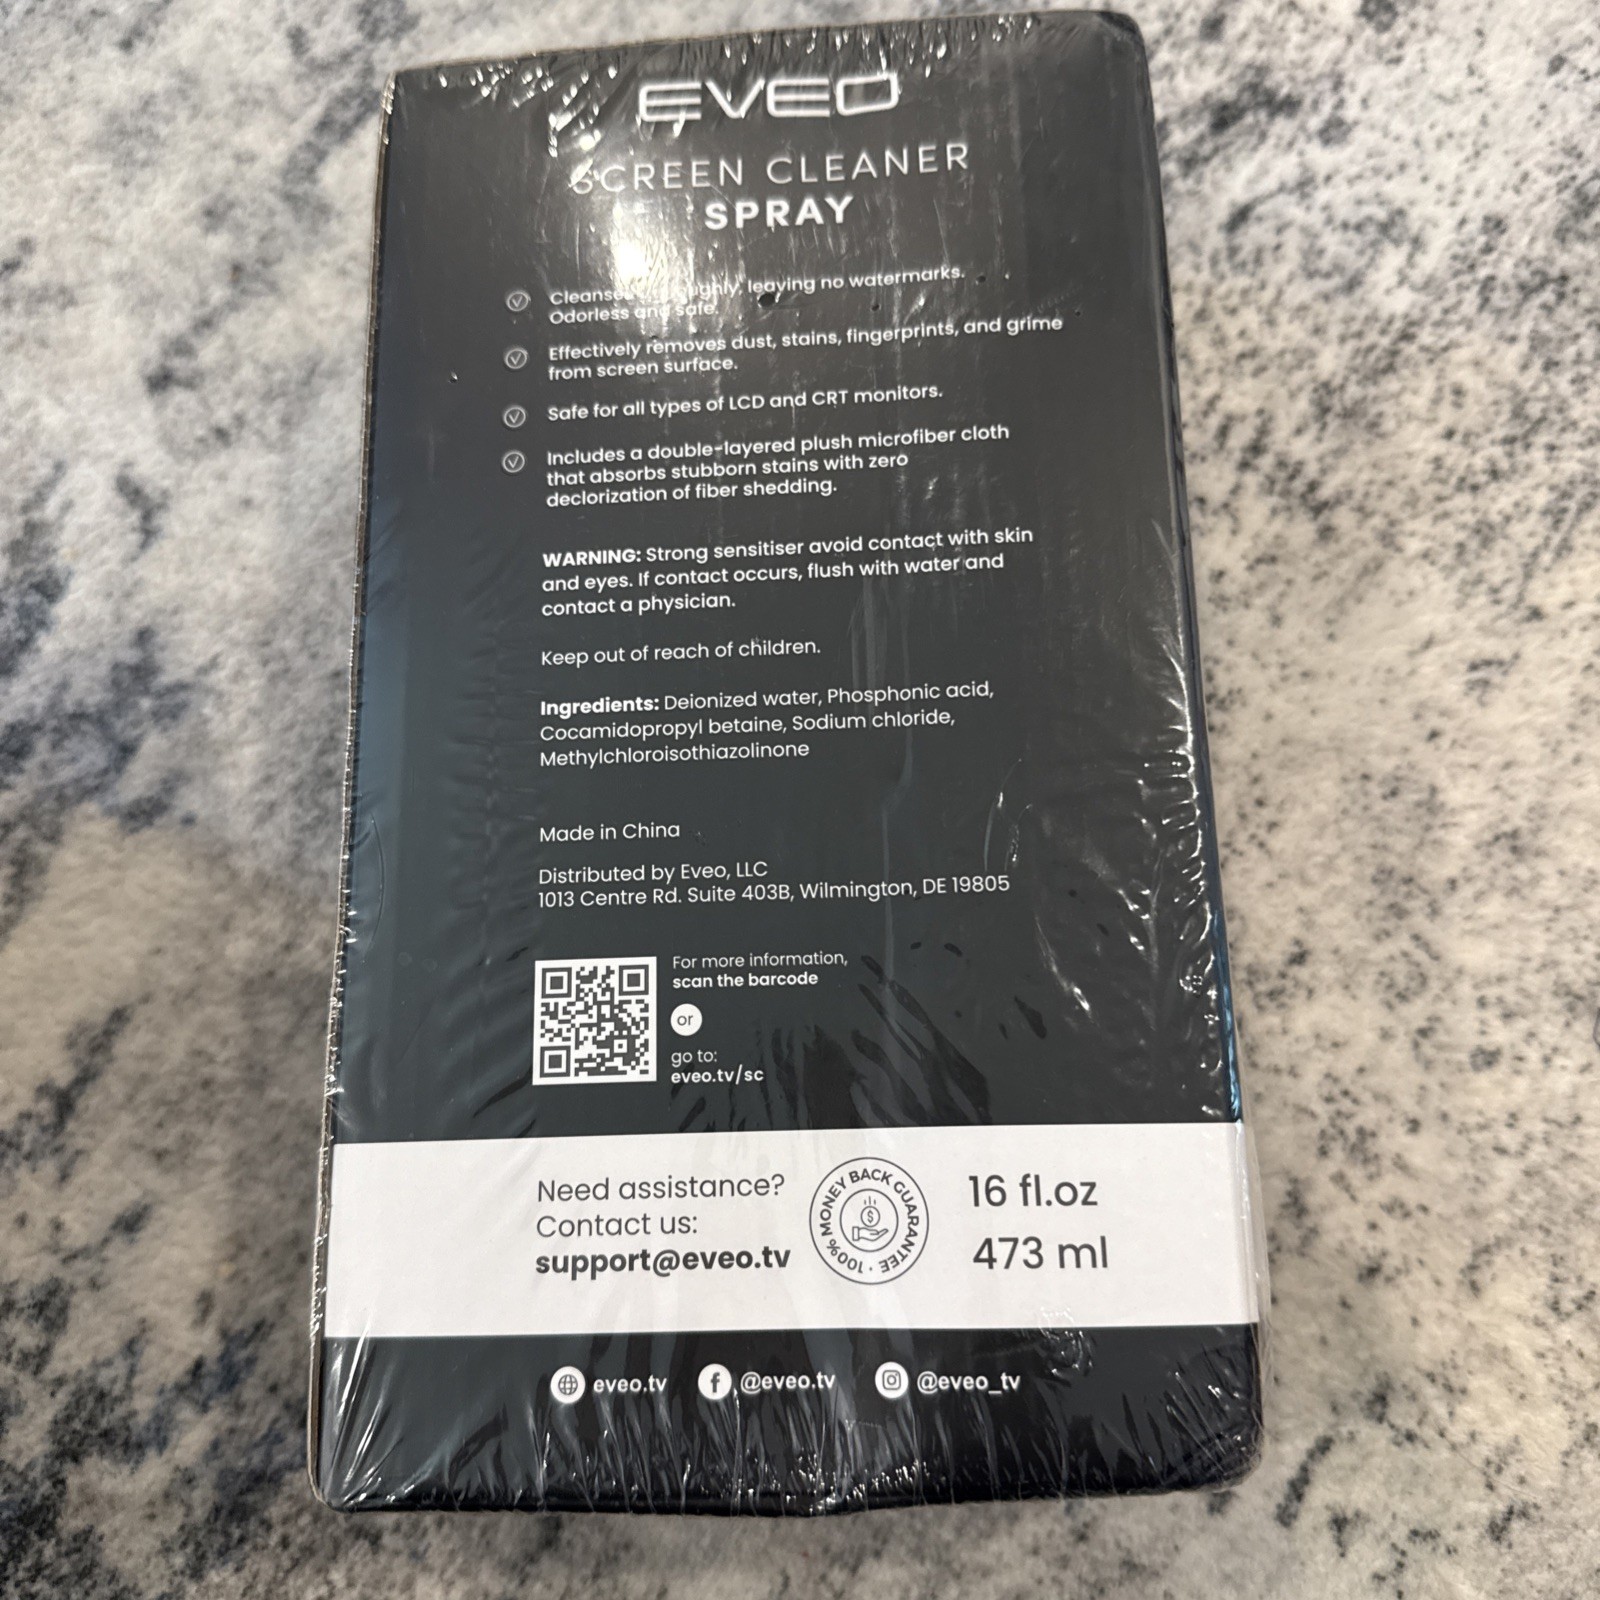 EVEO
SCREEN CLEANER
SPRAY
leaving no watermarks.
Odorless and safe.
Effectively removes dust, stains, fingerprints, and grime
from screen surface.
Safe for all types of LCD and CRT monitors.
Includes a double-layered plush microfiber cloth
that absorbs stubborn stains with zero
declorization of fiber shedding.
WARNING: Strong sensitiser avoid contact with skin
and eyes. If contact occurs, flush with water and
contact a physician.
Keep out of reach of children.
Ingredients: Deionized water, Phosphonic acid,
Cocamidopropyl betaine, Sodium chloride,
Methylchloroisothiazolinone
Made in China
Distributed by Eveo, LLC
1013 Centre Rd. Suite 403B, Wilmington, DE 19805
For more information,
scan the barcode
or
go to:
eveo.tv/sc
Need assistance?
Contact us:
support@eveo.tv
100% MONEY BACK GUARANTEE
16 fl.oz
473 ml
eveo.tv
@eveo.tv
@eveo_tv